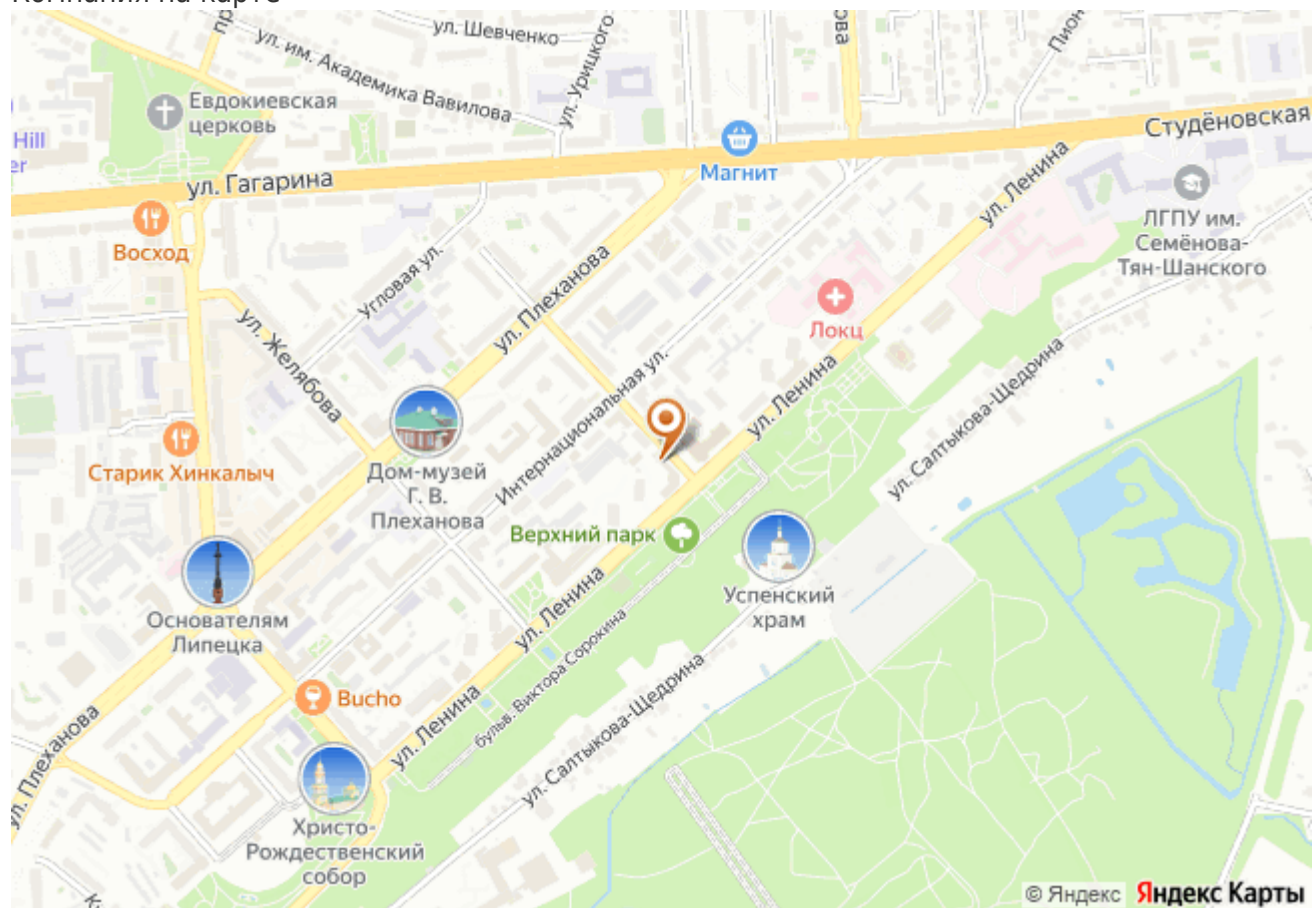 ул. Шевченко
ул. им. Академика Вавилова
ул. Урицкого
ова
Пион
Евдокиевская
церковь
Hill
er
Студёновская
Магнит
ул. Гагарина
ул. Ленина
ЛГПУ им.
Семёнова-
Тян-Шанского
Восход
Угловая ул.
ул. Плеханова
Локц
ул. Желябова
Интернациональная ул.
ул. Ленина
ул. Салтыкова-Щедрина
Старик Хинкалыч
Дом-музей
Г. В.
Плеханова
Верхний парк
Успенский
храм
Основателям
Липецка
ул. Ленина
бульв. Виктора Сорокина
Bucho
ул. Ленина
ул. Салтыкова-Щедрина
ул. Плеханова
Христо-
Рождественский
собор
© Яндекс Яндекс Карты